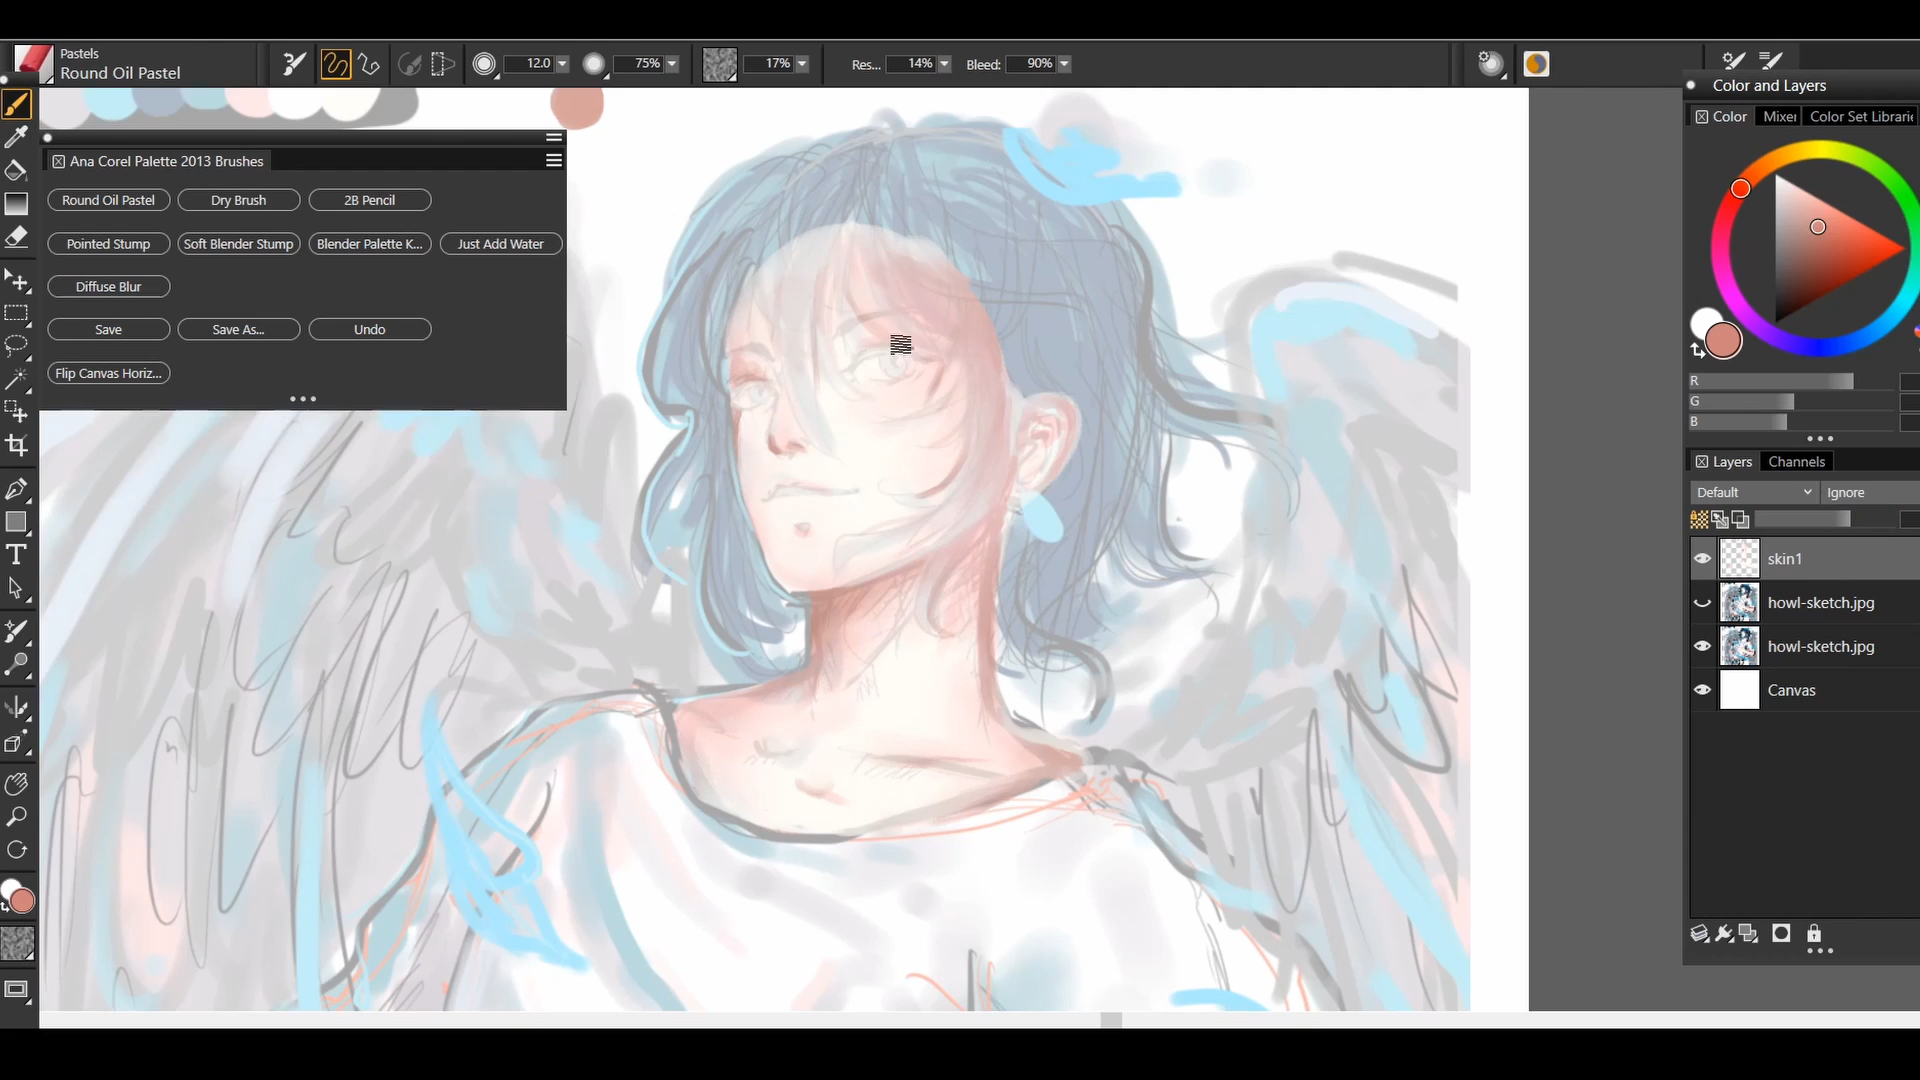 Pastels
Round Oil Pastel
12.0
75%
17%
Res... 14%
Bleed: 90%
Color and Layers
Color Mixer Color Set Librari
Ana Corel Palette 2013 Brushes
Round Oil Pastel Dry Brush 2B Pencil
Pointed Stump Soft Blender Stump Blender Palette K... Just Add Water
Diffuse Blur
Save Save As... Undo
Flip Canvas Horiz...
R
G
B
Layers Channels
Default Ignore
skin1
howl-sketch.jpg
howl-sketch.jpg
Canvas